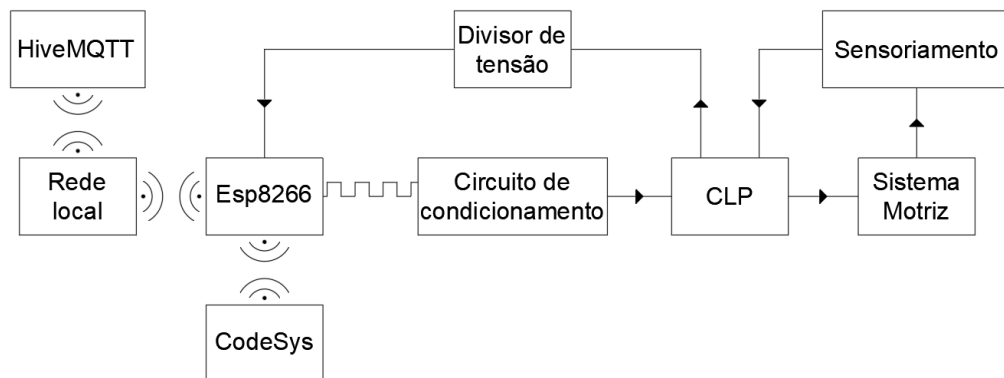 HiveMQTT
Divisor de
tensão
Sensoriamento
Rede
local
Esp8266
Circuito de
condicionamento
CLP
Sistema
Motriz
CodeSys